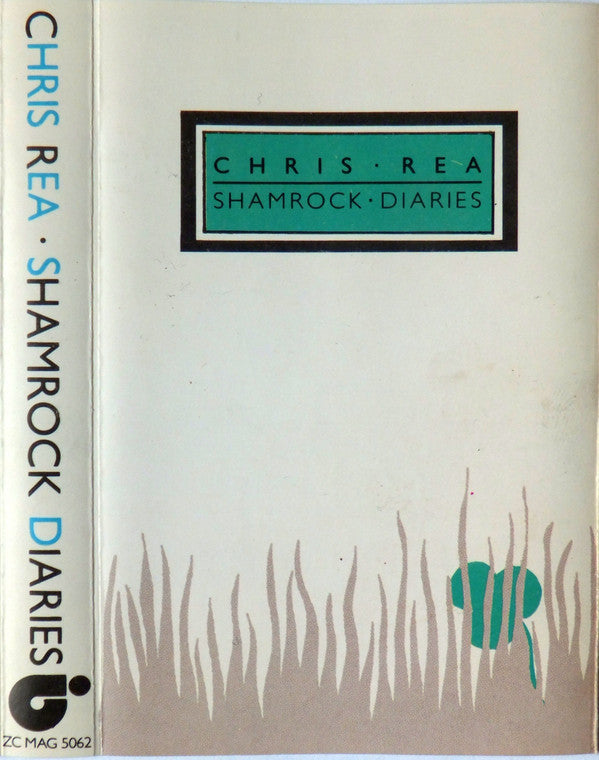 CHRIS REA · SHAMROCK DIARIES
ZC MAG 5062
CHRIS · REA
SHAMROCK · DIARIES